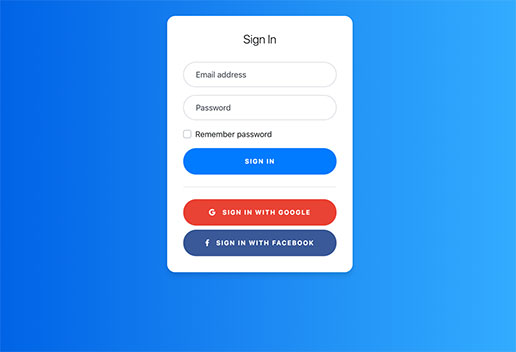 Sign In
Email address
Password
Remember password
SIGN IN
SIGN IN WITH GOOGLE
SIGN IN WITH FACEBOOK